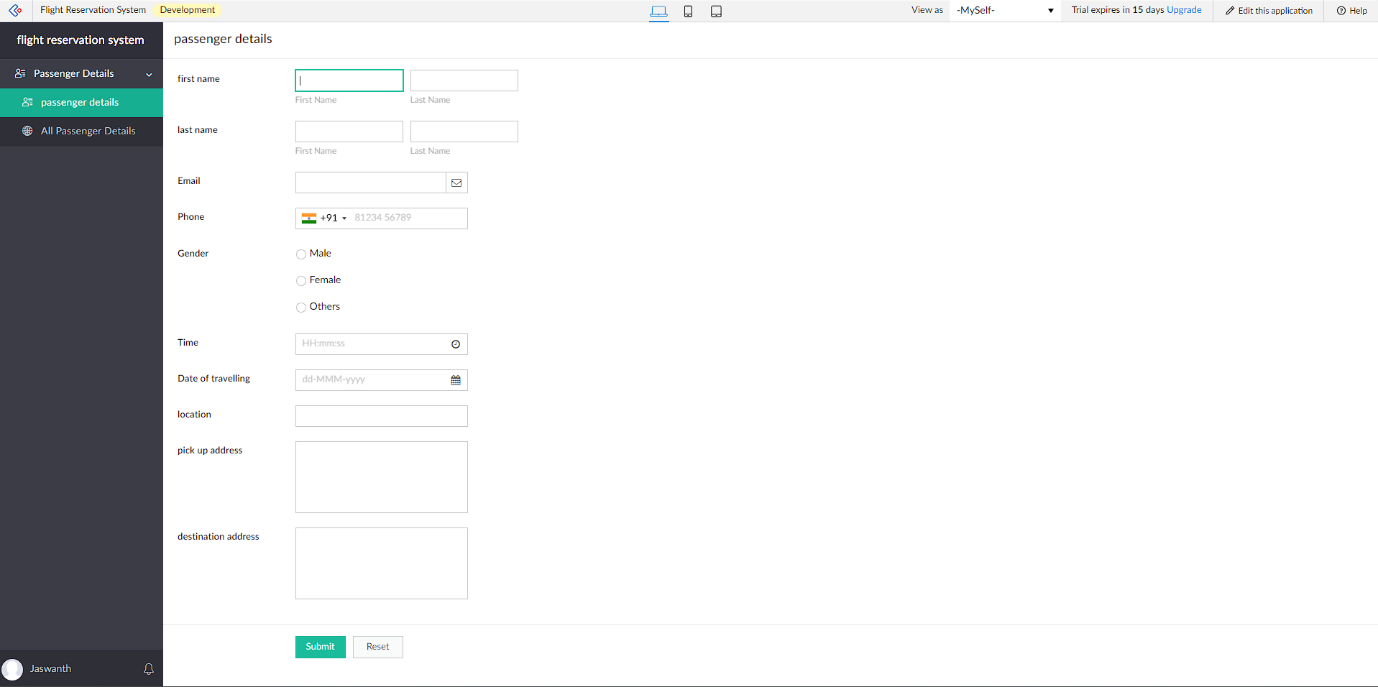 Flight Reservation System Development View as -MySelf- Trial expires in 15 days Upgrade Edit this application Help
flight reservation system
Passenger Details
passenger details
All Passenger Details
Jaswanth
passenger details
first name
First Name Last Name
last name
First Name Last Name
Email
Phone +91 81234 56789
Gender Male
Female
Others
Time HH:mm:ss
Date of travelling dd-MMM-yyyy
location
pick up address
destination address
Submit Reset